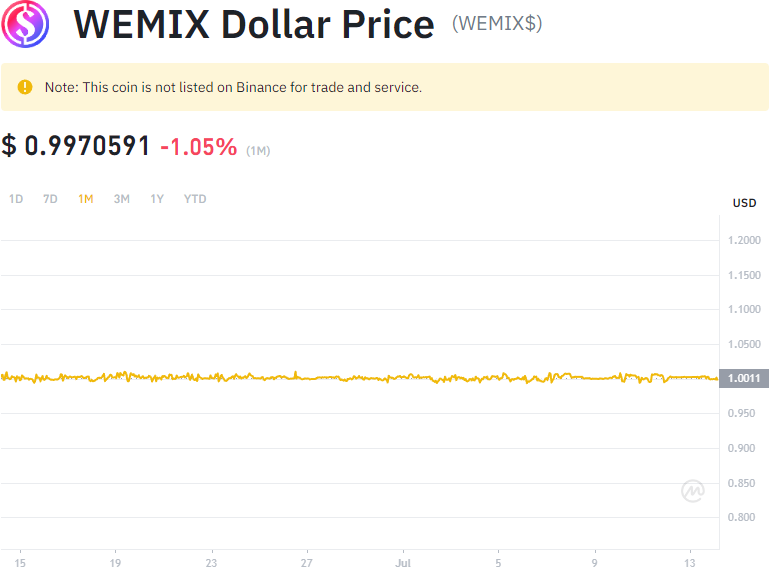 WEMIX Dollar Price (WEMIX$)
Note: This coin is not listed on Binance for trade and service.
$ 0.9970591 -1.05% (1M)
1D 7D 1M 3M 1Y YTD
USD
1.2000
1.1500
1.1000
1.0500
1.0011
0.950
0.900
0.850
0.800
15 19 23 27 Jul 5 9 13